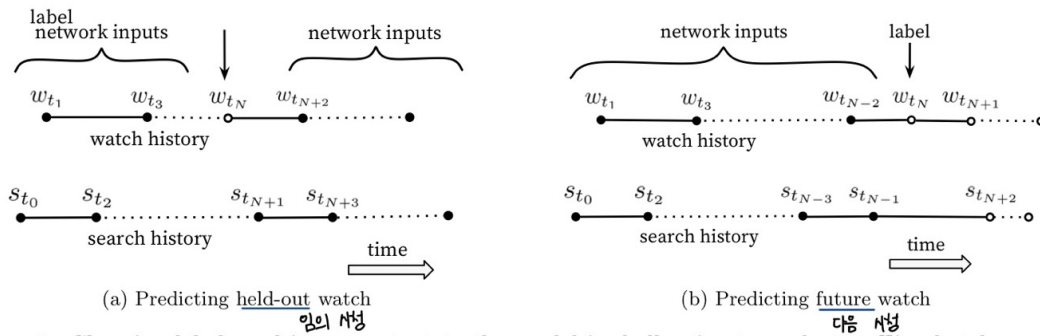 label
network inputs network inputs
w_{t_1} w_{t_3} w_{t_N} w_{t_{N+2}}
watch history
s_{t_0} s_{t_2} s_{t_{N+1}} s_{t_{N+3}}
search history
time
(a) Predicting held-out watch
임의 시점
network inputs label
w_{t_1} w_{t_3} w_{t_{N-2}} w_{t_N} w_{t_{N+1}}
watch history
s_{t_0} s_{t_2} s_{t_{N-3}} s_{t_{N-1}} s_{t_{N+2}}
search history
time
(b) Predicting future watch
다음 시점